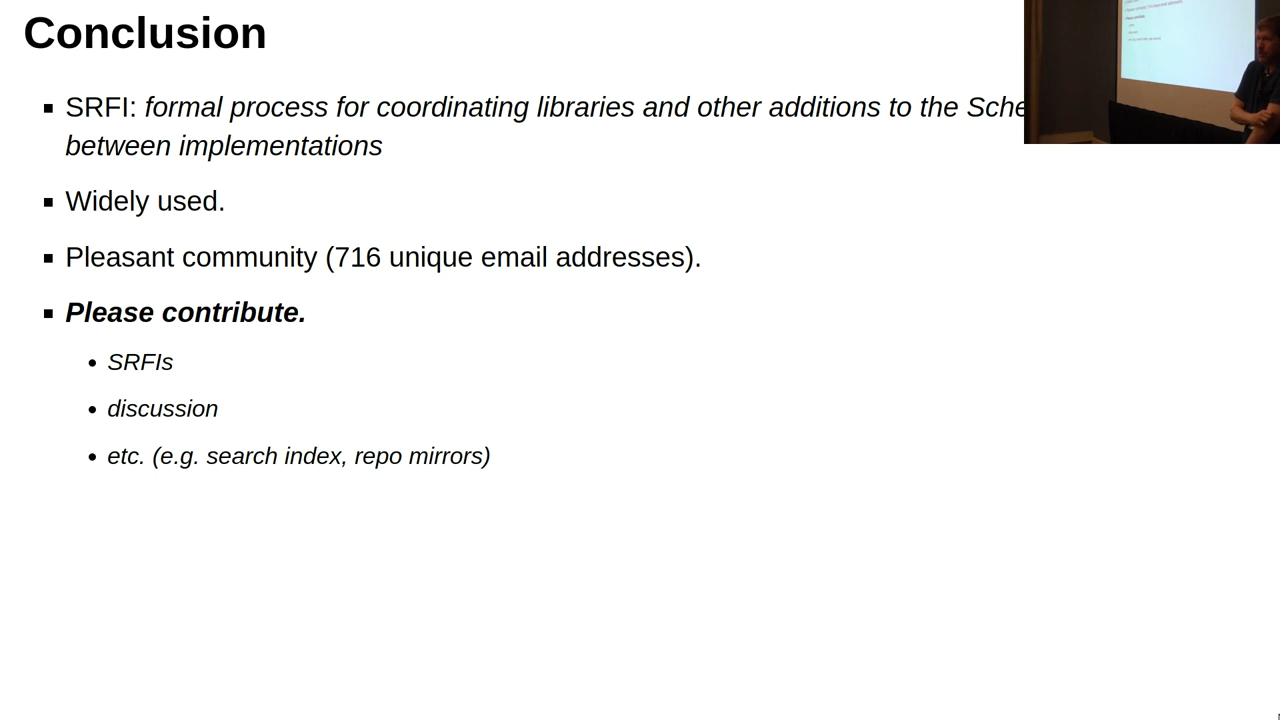 Conclusion
SRFI: formal process for coordinating libraries and other additions to the
between implementations
Widely used.
Pleasant community (716 unique email addresses).
Please contribute.
SRFIs
discussion
etc. (e.g. search index, repo mirrors)